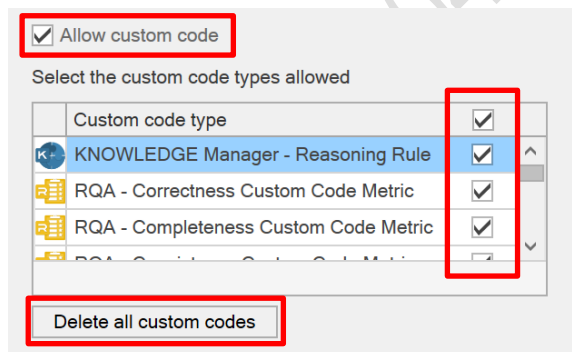 Allow custom code
Select the custom code types allowed
Custom code type
K KNOWLEDGE Manager - Reasoning Rule
RQA - Correctness Custom Code Metric
RQA - Completeness Custom Code Metric
Delete all custom codes